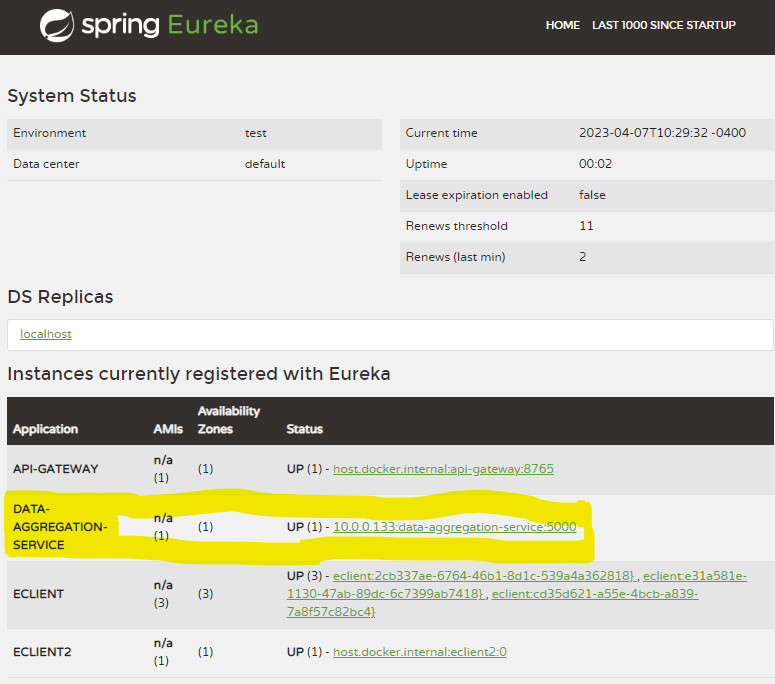 spring Eureka
HOME LAST 1000 SINCE STARTUP
System Status
Environment test
Data center default
Current time 2023-04-07T10:29:32 -0400
Uptime 00:02
Lease expiration enabled false
Renews threshold 11
Renews (last min) 2
DS Replicas
localhost
Instances currently registered with Eureka
Application AMIs Availability Zones Status
API-GATEWAY n/a (1) (1) UP (1) - host.docker.internal:api-gateway:8765
DATA-AGGREGATION-SERVICE n/a (1) (1) UP (1) - 10.0.0.133:data-aggregation-service:5000
ECLIENT n/a (3) (3) UP (3) - eclient:2cb337ae-6764-46b1-8d1c-539a4a362818} , eclient:e31a581e-
1130-47ab-89dc-6c7399ab7418} , eclient:cd35d621-a55e-4bcb-a839-
7a8f57c82bc4}
ECLIENT2 n/a (1) (1) UP (1) - host.docker.internal:eclient2:0